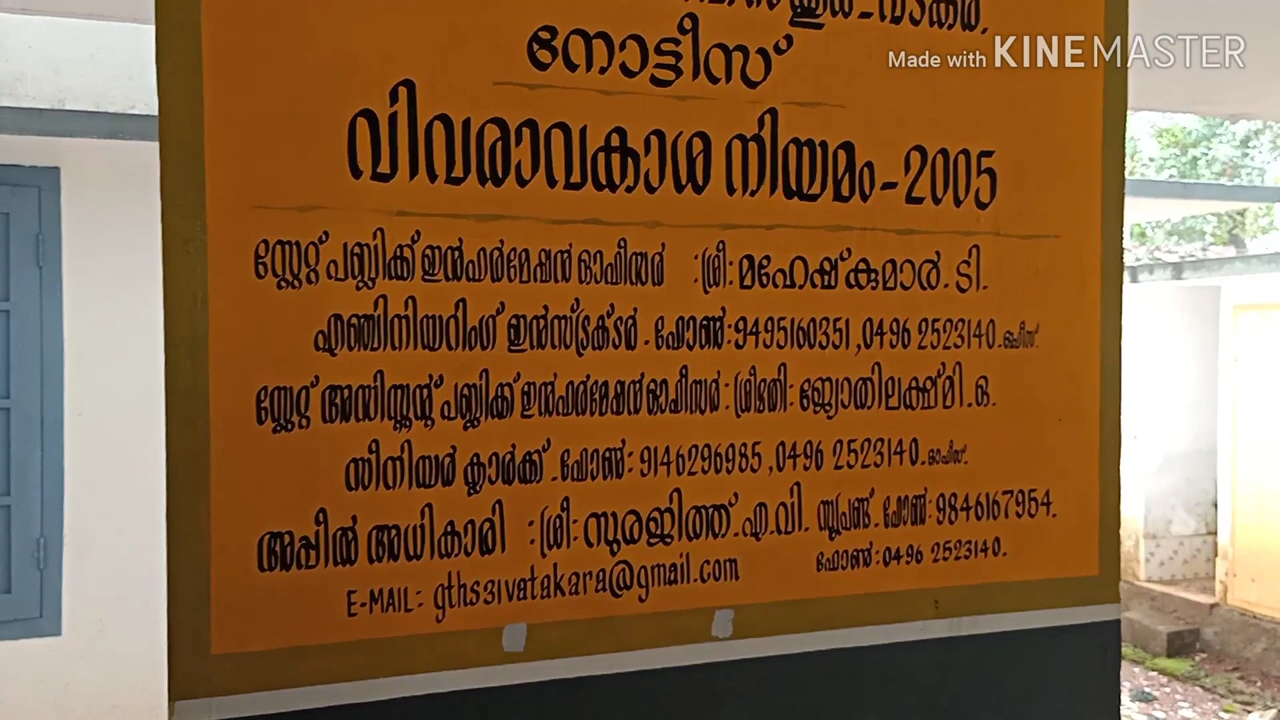 വടകര.
Made with KINEMASTER
നോട്ടീസ്
വിവരാവകാശ നിയമം-2005
സ്റ്റേറ്റ് പബ്ലിക്ക് ഇൻഫർമേഷൻ ഓഫീസർ :ശ്രീ: മഹേഷ്കുമാർ. ടി.
എഞ്ചിനിയറിംഗ് ഇൻസ്ട്രക്ടർ - ഫോൺ:9495160351 ,0496 2523140.ഓഫീസ്
സ്റ്റേറ്റ് അസിസ്റ്റന്റ് പബ്ലിക്ക് ഇൻഫർമേഷൻ ഓഫീസർ : ശ്രീമതി: ജ്യോതിലക്ഷ്മി .ഒ.
സീനിയർ ക്ലാർക്ക് - ഫോൺ: 9146296985 ,0496 2523140.ഓഫീസ്.
അപ്പീൽ അധികാരി :ശ്രീ: സുരജിത്ത്.എ.വി. സൂപ്രണ്ട്. ഫോൺ: 9846167954.
E-MAIL: gths31vatakara@gmail.com ഫോൺ:0496 2523140.